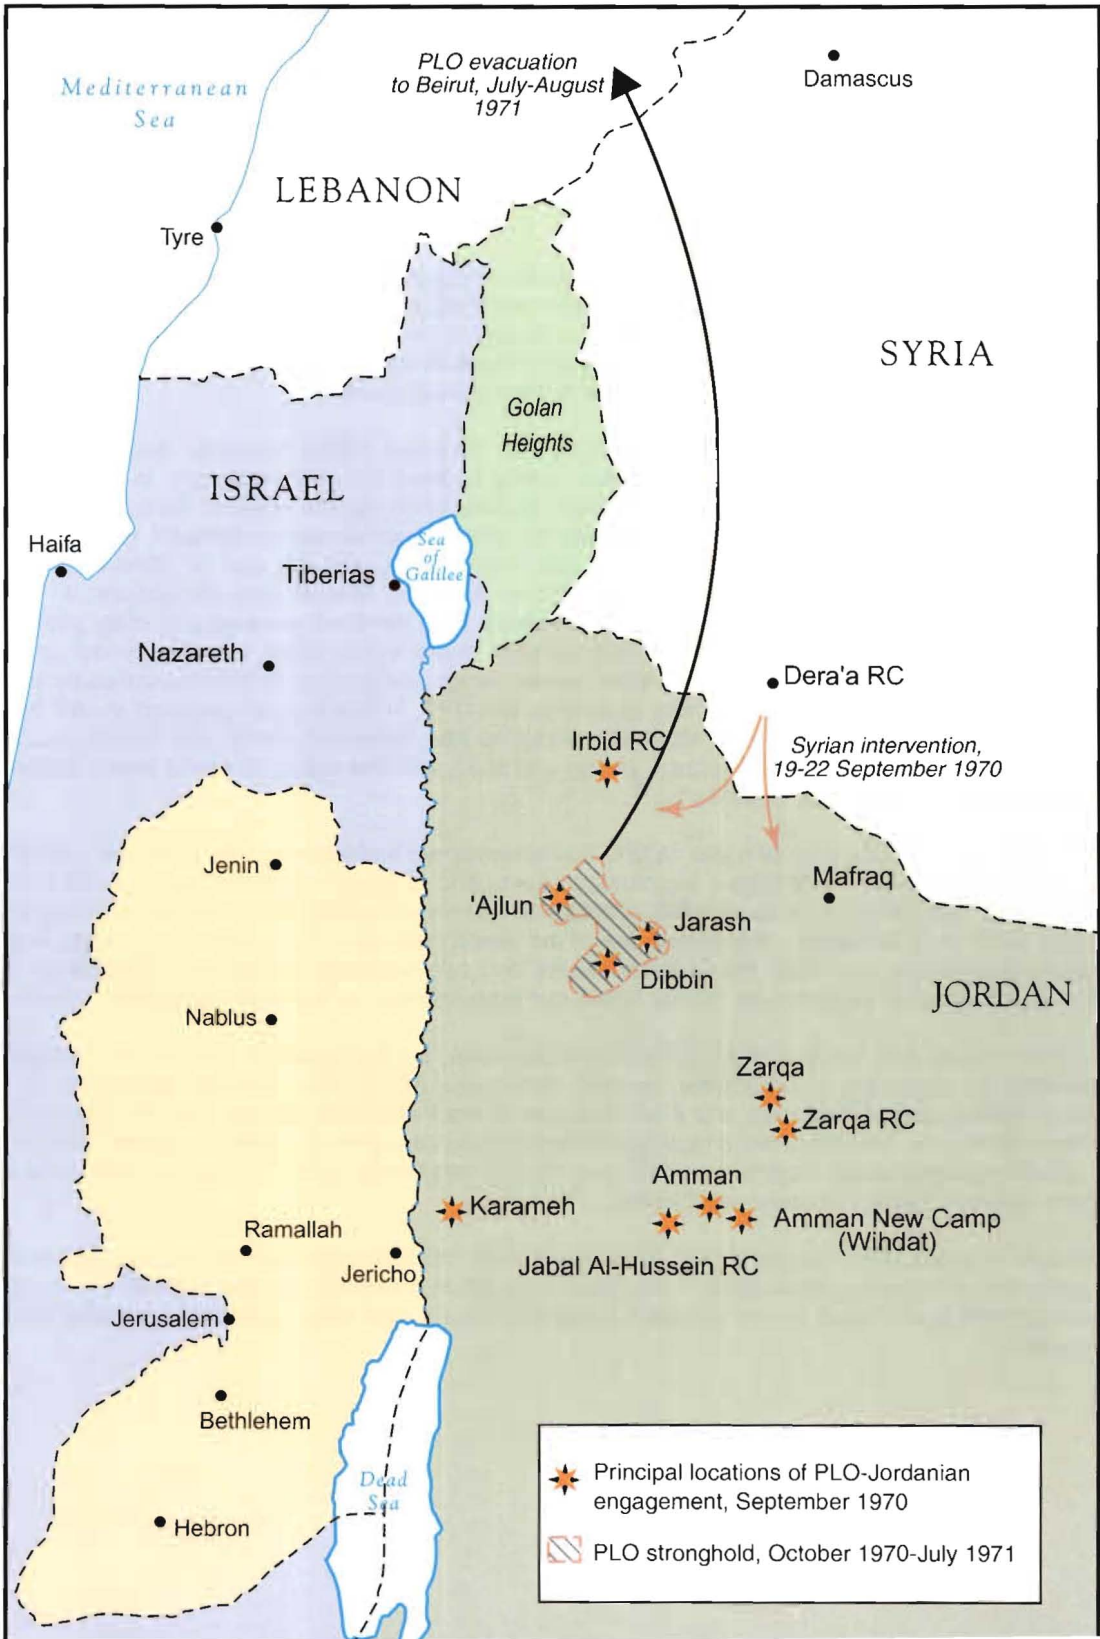 PLO evacuation
to Beirut, July-August
1971
Damascus
Mediterranean
Sea
LEBANON
Tyre
SYRIA
Golan
Heights
ISRAEL
Haifa
Sea
of
Galilee
Tiberias
Nazareth
Dera'a RC
Irbid RC
Syrian intervention,
19-22 September 1970
Jenin
Mafraq
'Ajlun
Jarash
Dibbin
JORDAN
Nablus
Zarqa
Zarqa RC
Amman
Karameh
Amman New Camp
(Wihdat)
Ramallah
Jericho
Jabal Al-Hussein RC
Jerusalem
Bethlehem
Dead
Sea
Hebron
Principal locations of PLO-Jordanian
engagement, September 1970
PLO stronghold, October 1970-July 1971